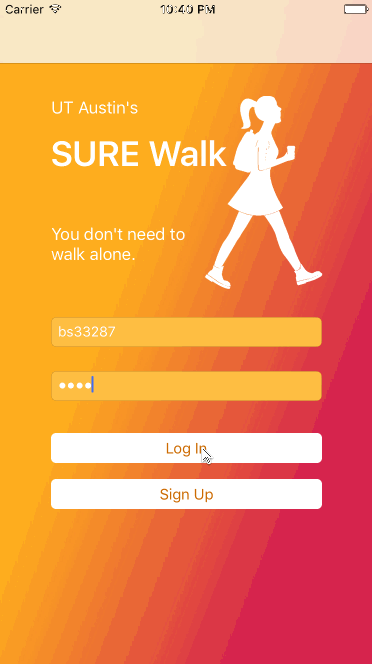 Carrier 10:40 PM
UT Austin's
SURE Walk
You don't need to
walk alone.
bs33287
••••
Log In
Sign Up